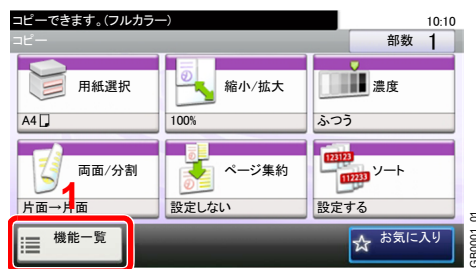 コピーできます。(フルカラー)
10:10
コピー
部数 1
用紙選択
縮小/拡大
濃度
A4
100%
ふつう
両面/分割
ページ集約
123123
112233
ソート
片面→片面
設定しない
設定する
1
機能一覧
お気に入り
GB0001_01